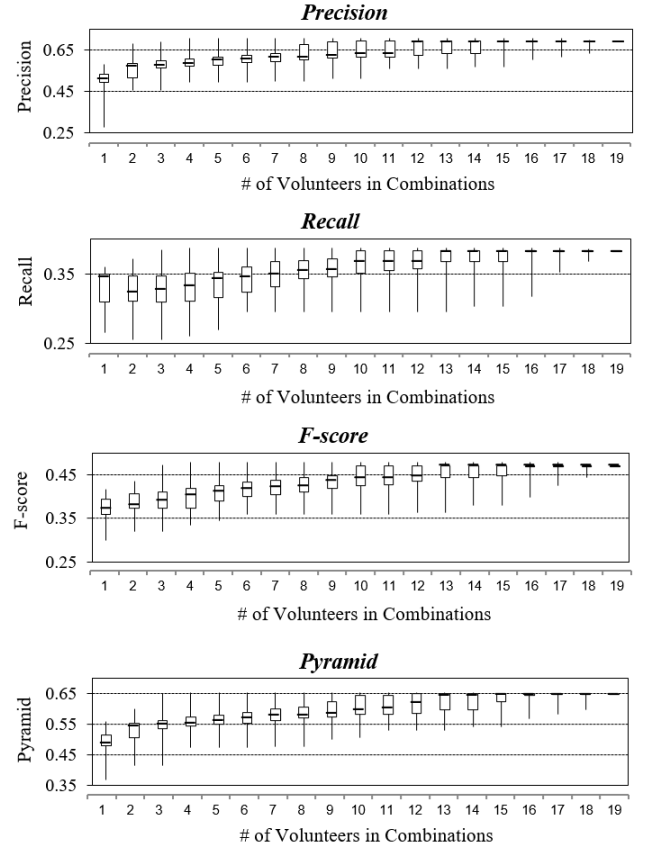 Precision
0.65
0.45
0.25
Precision
1 2 3 4 5 6 7 8 9 10 11 12 13 14 15 16 17 18 19
# of Volunteers in Combinations
Recall
0.35
0.25
Recall
1 2 3 4 5 6 7 8 9 10 11 12 13 14 15 16 17 18 19
# of Volunteers in Combinations
F-score
0.45
0.35
0.25
F-score
1 2 3 4 5 6 7 8 9 10 11 12 13 14 15 16 17 18 19
# of Volunteers in Combinations
Pyramid
0.65
0.55
0.45
0.35
Pyramid
1 2 3 4 5 6 7 8 9 10 11 12 13 14 15 16 17 18 19
# of Volunteers in Combinations